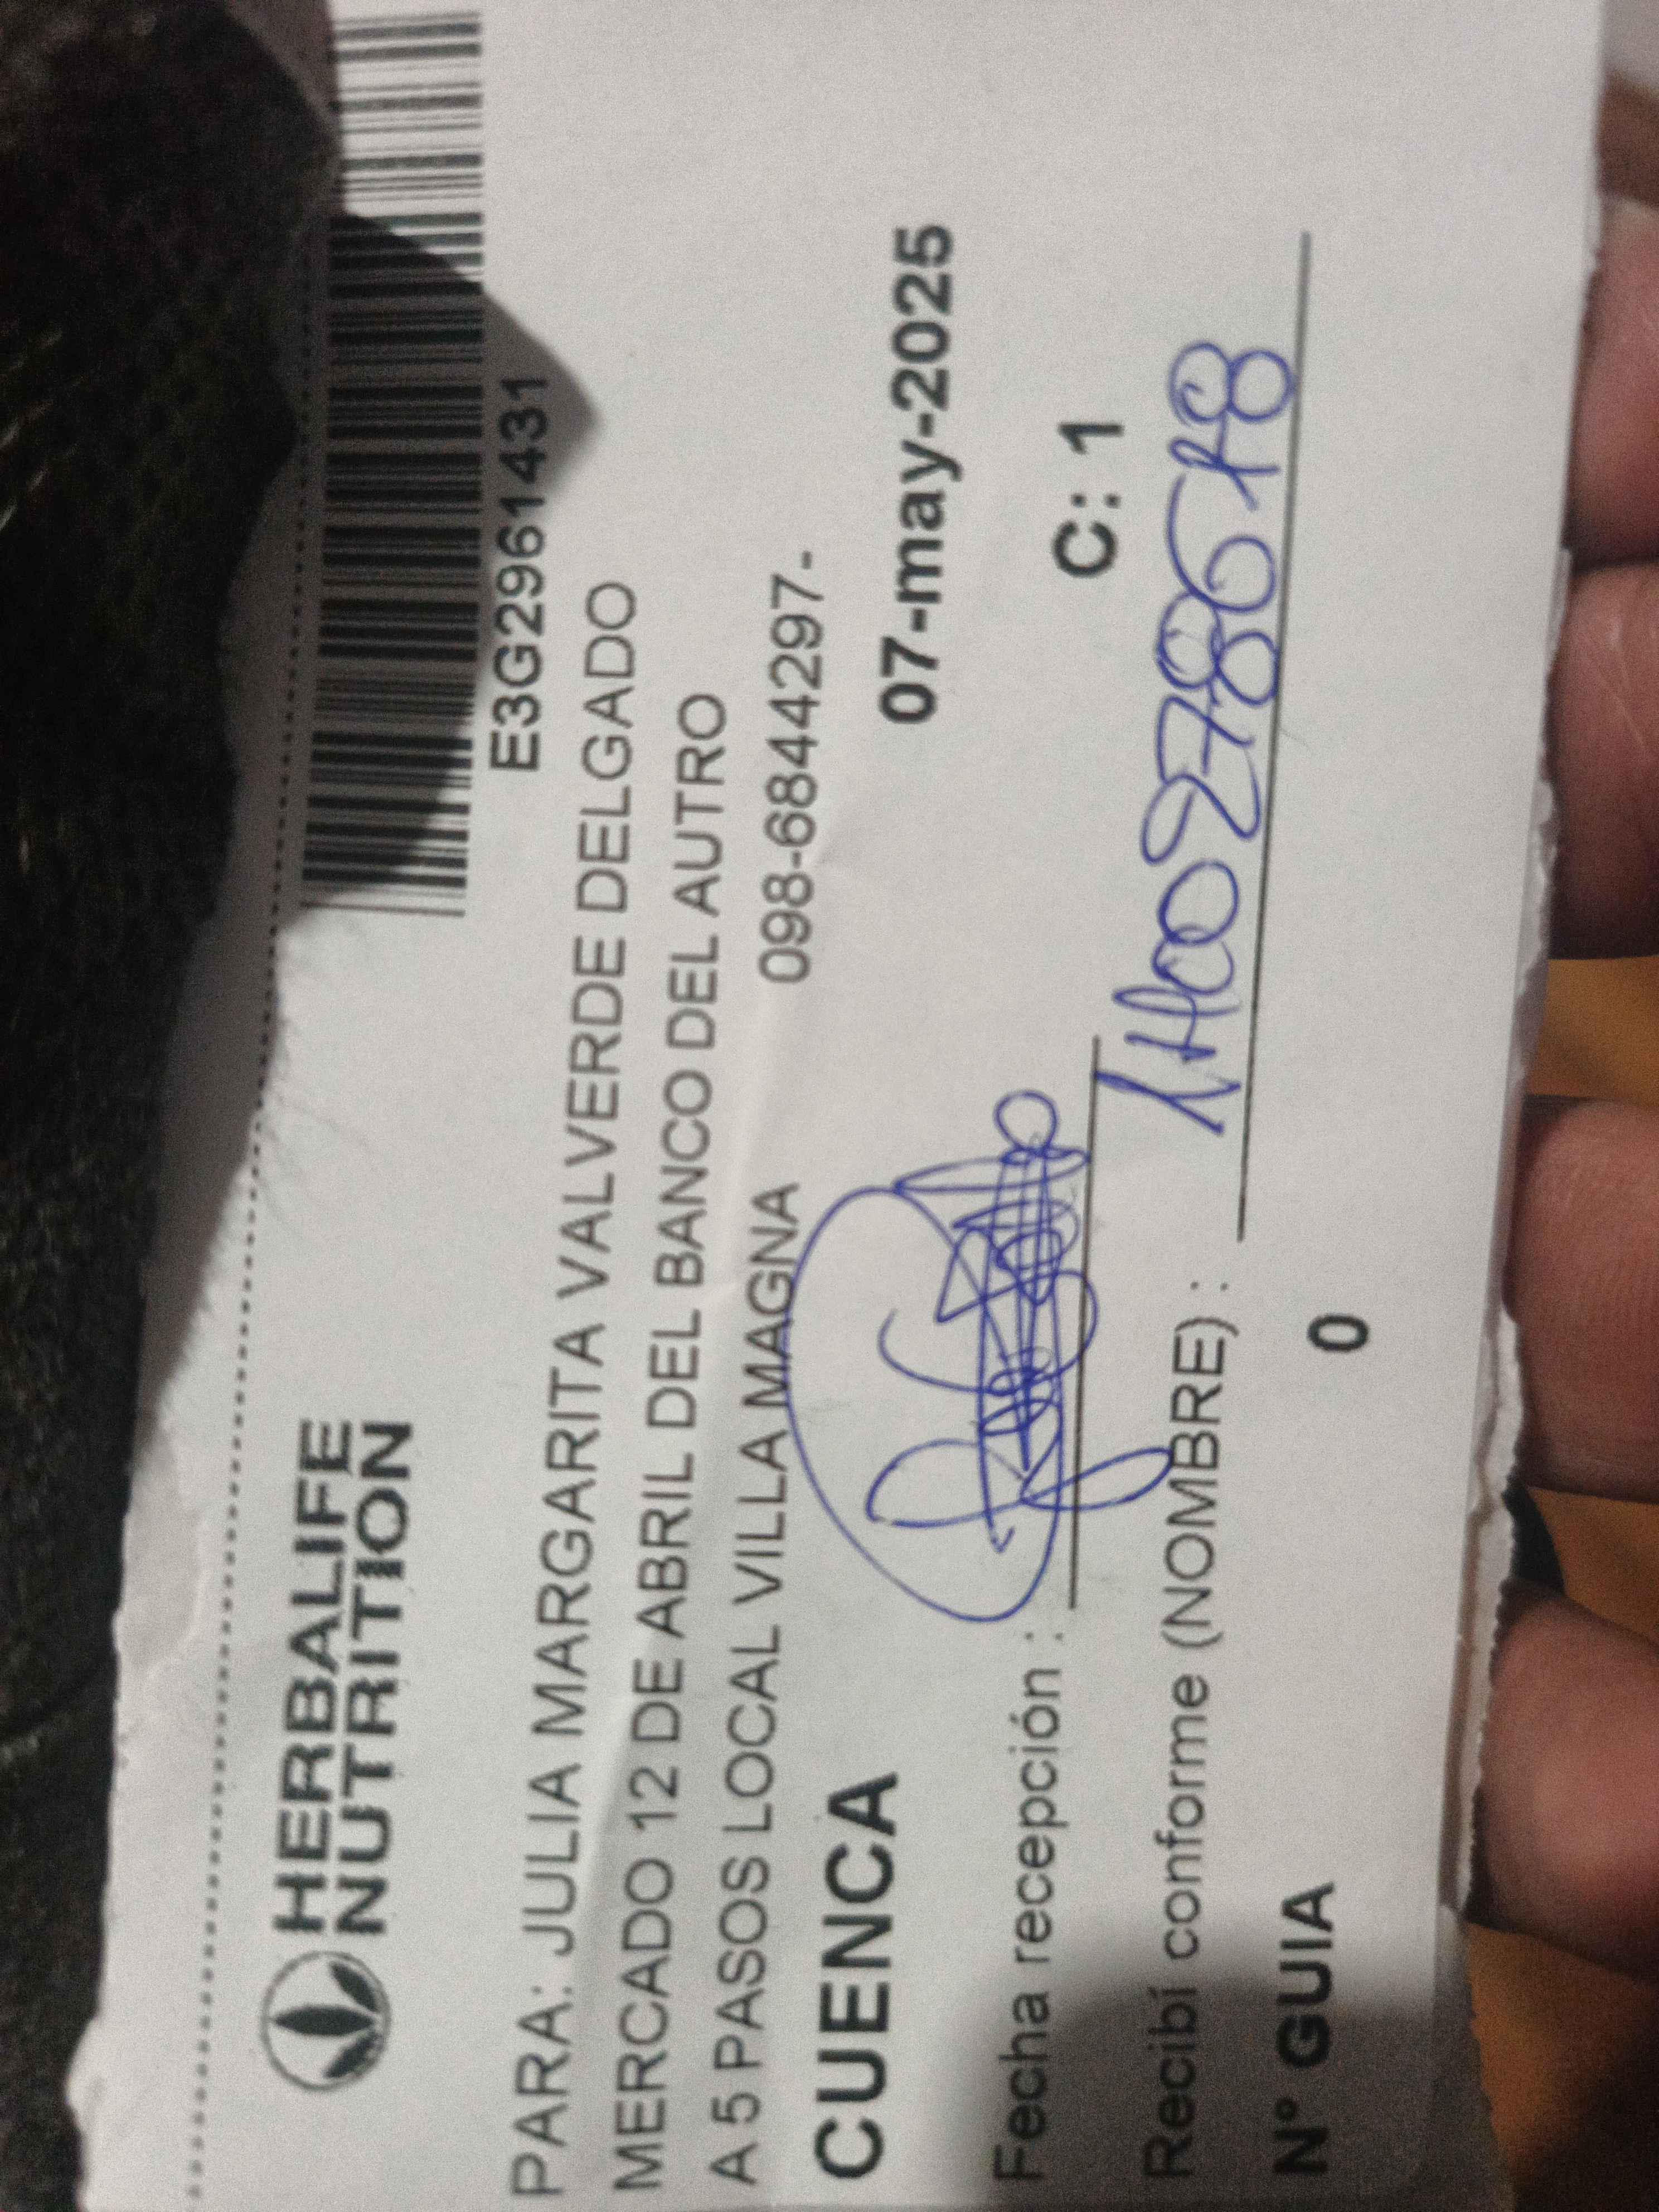 HERBALIFE
NUTRITION
E3G2961431
PARA: JULIA MARGARITA VALVERDE DELGADO
MERCADO 12 DE ABRIL DEL BANCO DEL AUTRO
A 5 PASOS LOCAL VILLA MAGNA 098-6844297-
CUENCA 07-may-2025
Fecha recepción :
C: 1
Recibí conforme (NOMBRE) :
N° GUIA 0